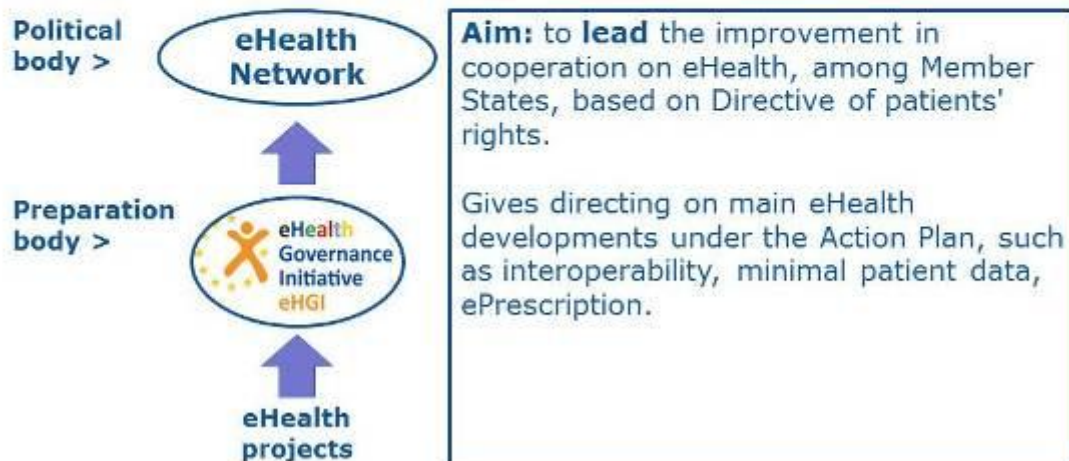 Political
body >
eHealth
Network
Preparation
body >
eHealth
Governance
Initiative
eHGI
eHealth
projects
Aim: to lead the improvement in
cooperation on eHealth, among Member
States, based on Directive of patients'
rights.
Gives directing on main eHealth
developments under the Action Plan, such
as interoperability, minimal patient data,
ePrescription.